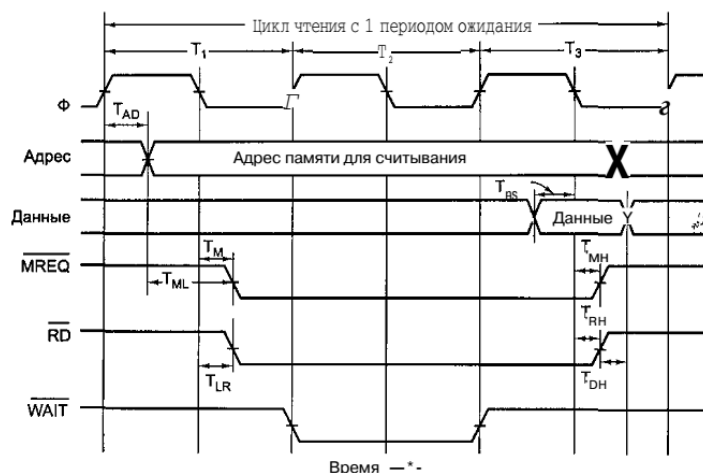 Цикл чтения с 1 периодом ожидания
T1 T2 T3
Г г
Ф
TAD
Адрес Адрес памяти для считывания
TBS
Данные Данные
TM TMH
MREQ
TML
TRH
RD
TLR TDH
WAIT
Время —*-